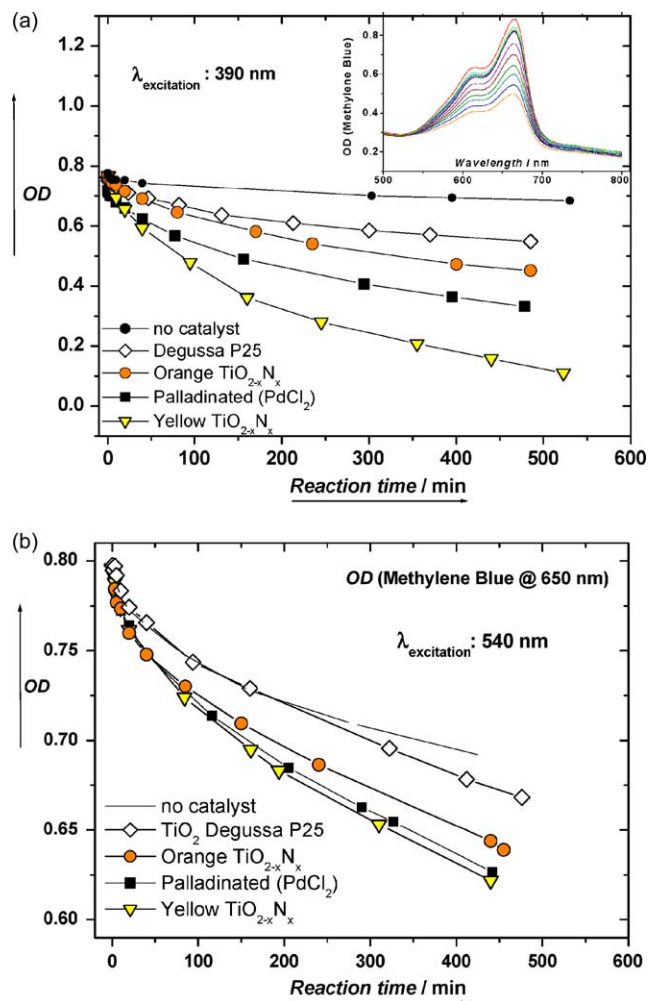 (a)
1.2
1.0
0.8
0.6
0.4
0.2
0.0
OD
λexcitation : 390 nm
OD (Methylene Blue)
0.8
0.6
0.4
0.2
Wavelength / nm
500 600 700 800
no catalyst
Degussa P25
Orange TiO2-xNx
Palladinated (PdCl2)
Yellow TiO2-xNx
0 100 200 300 400 500 600
Reaction time / min
(b)
0.80
0.75
0.70
0.65
0.60
OD
OD (Methylene Blue @ 650 nm)
λexcitation: 540 nm
no catalyst
TiO2 Degussa P25
Orange TiO2-xNx
Palladinated (PdCl2)
Yellow TiO2-xNx
0 100 200 300 400 500 600
Reaction time / min